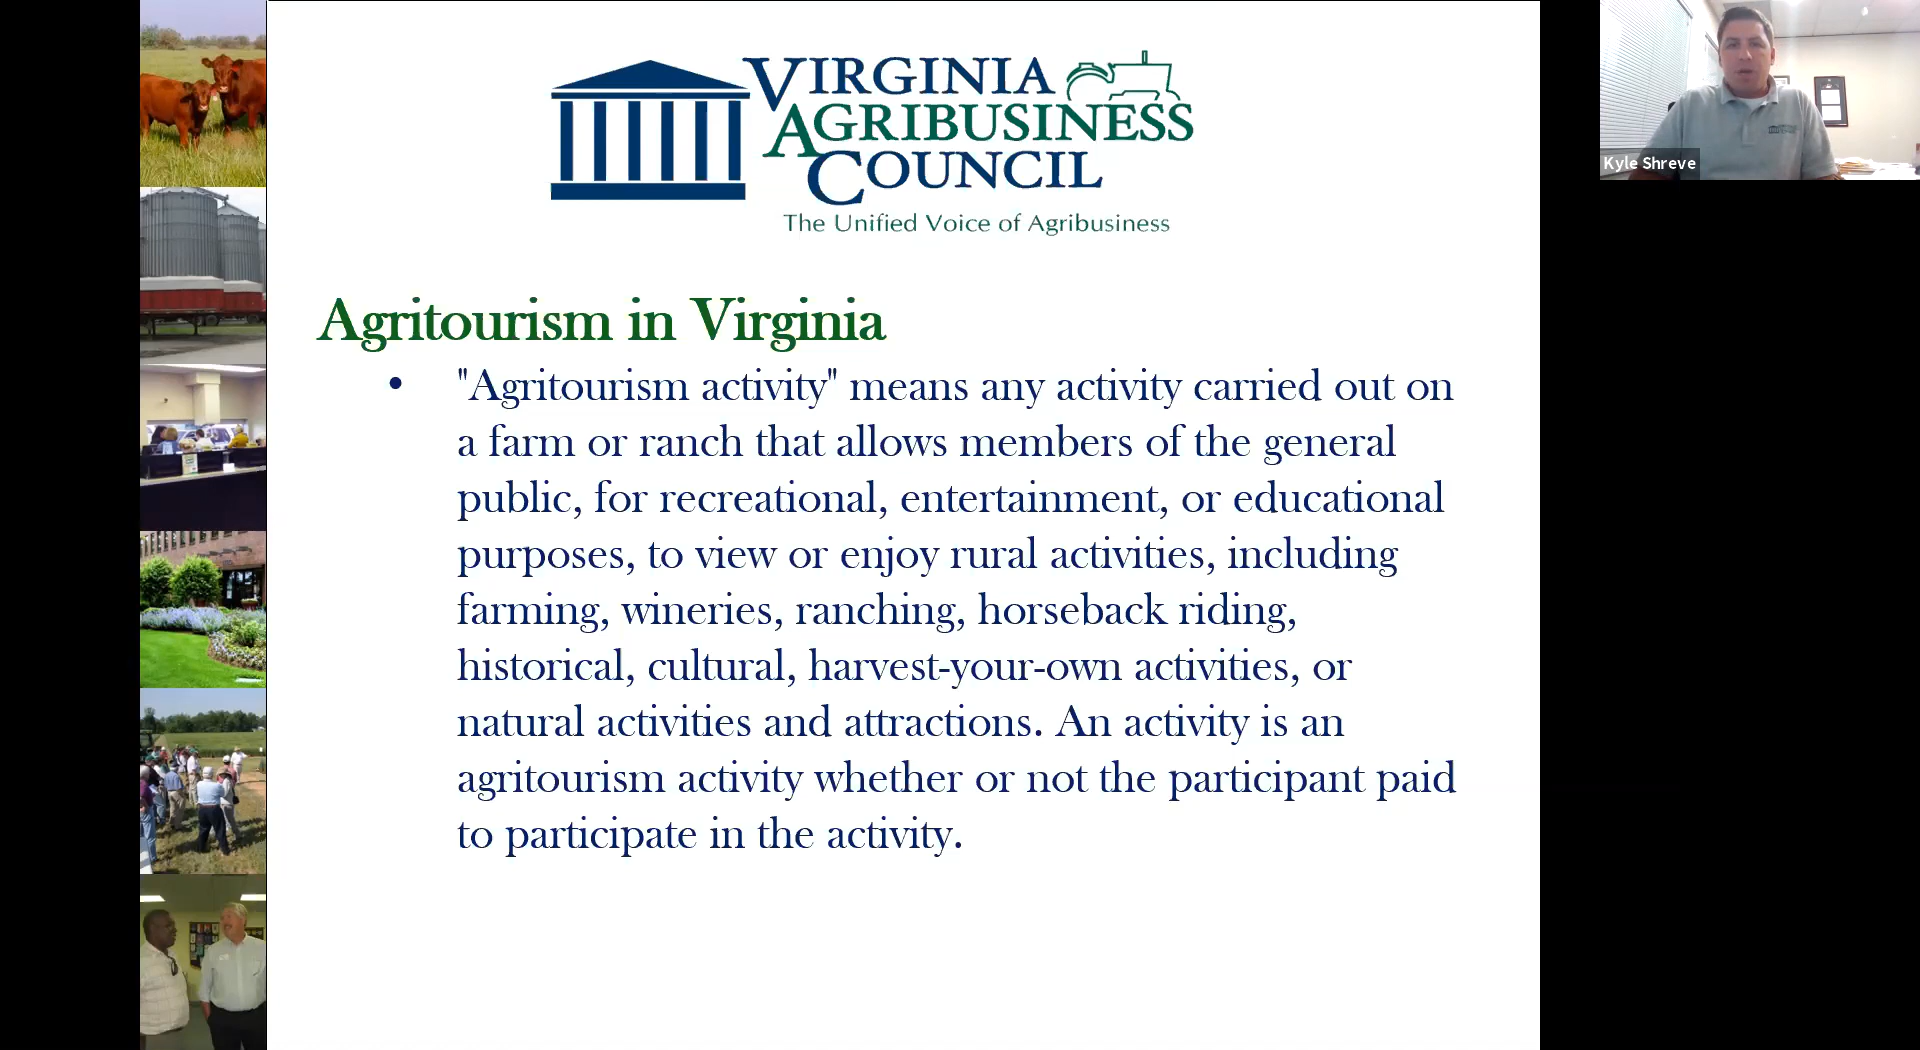 VIRGINIA
AGRIBUSINESS
COUNCIL
The Unified Voice of Agribusiness
Kyle Shreve
Agritourism in Virginia
• "Agritourism activity" means any activity carried out on
a farm or ranch that allows members of the general
public, for recreational, entertainment, or educational
purposes, to view or enjoy rural activities, including
farming, wineries, ranching, horseback riding,
historical, cultural, harvest-your-own activities, or
natural activities and attractions. An activity is an
agritourism activity whether or not the participant paid
to participate in the activity.